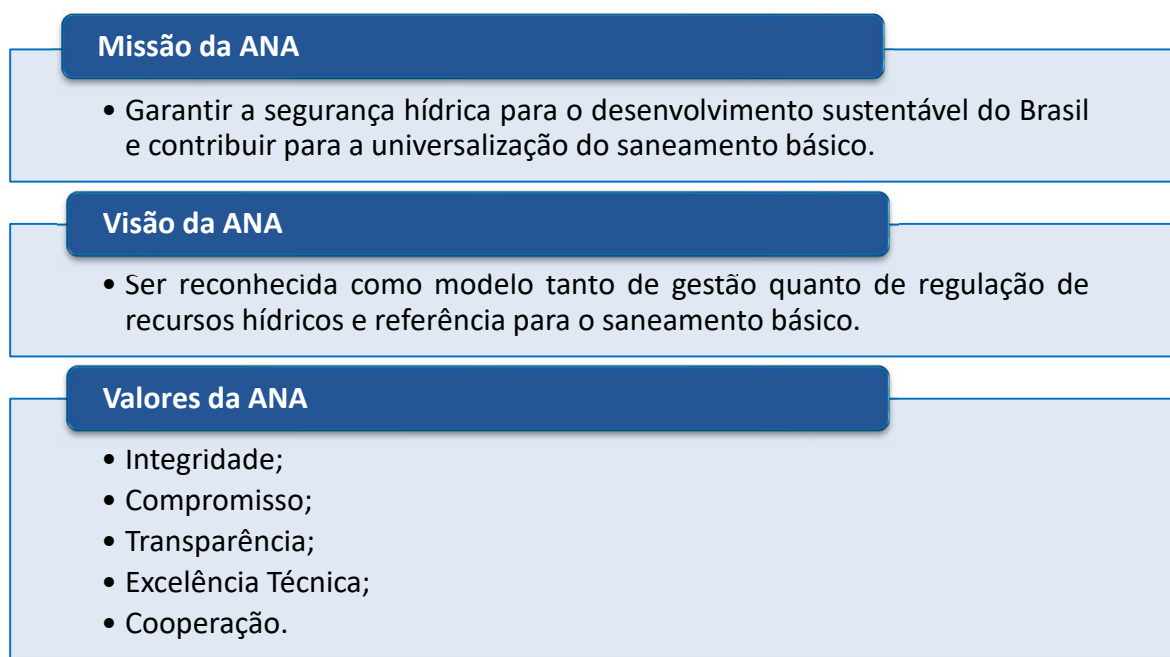 Missão da ANA
• Garantir a segurança hídrica para o desenvolvimento sustentável do Brasil
e contribuir para a universalização do saneamento básico.
Visão da ANA
• Ser reconhecida como modelo tanto de gestão quanto de regulação de
recursos hídricos e referência para o saneamento básico.
Valores da ANA
• Integridade;
• Compromisso;
• Transparência;
• Excelência Técnica;
• Cooperação.